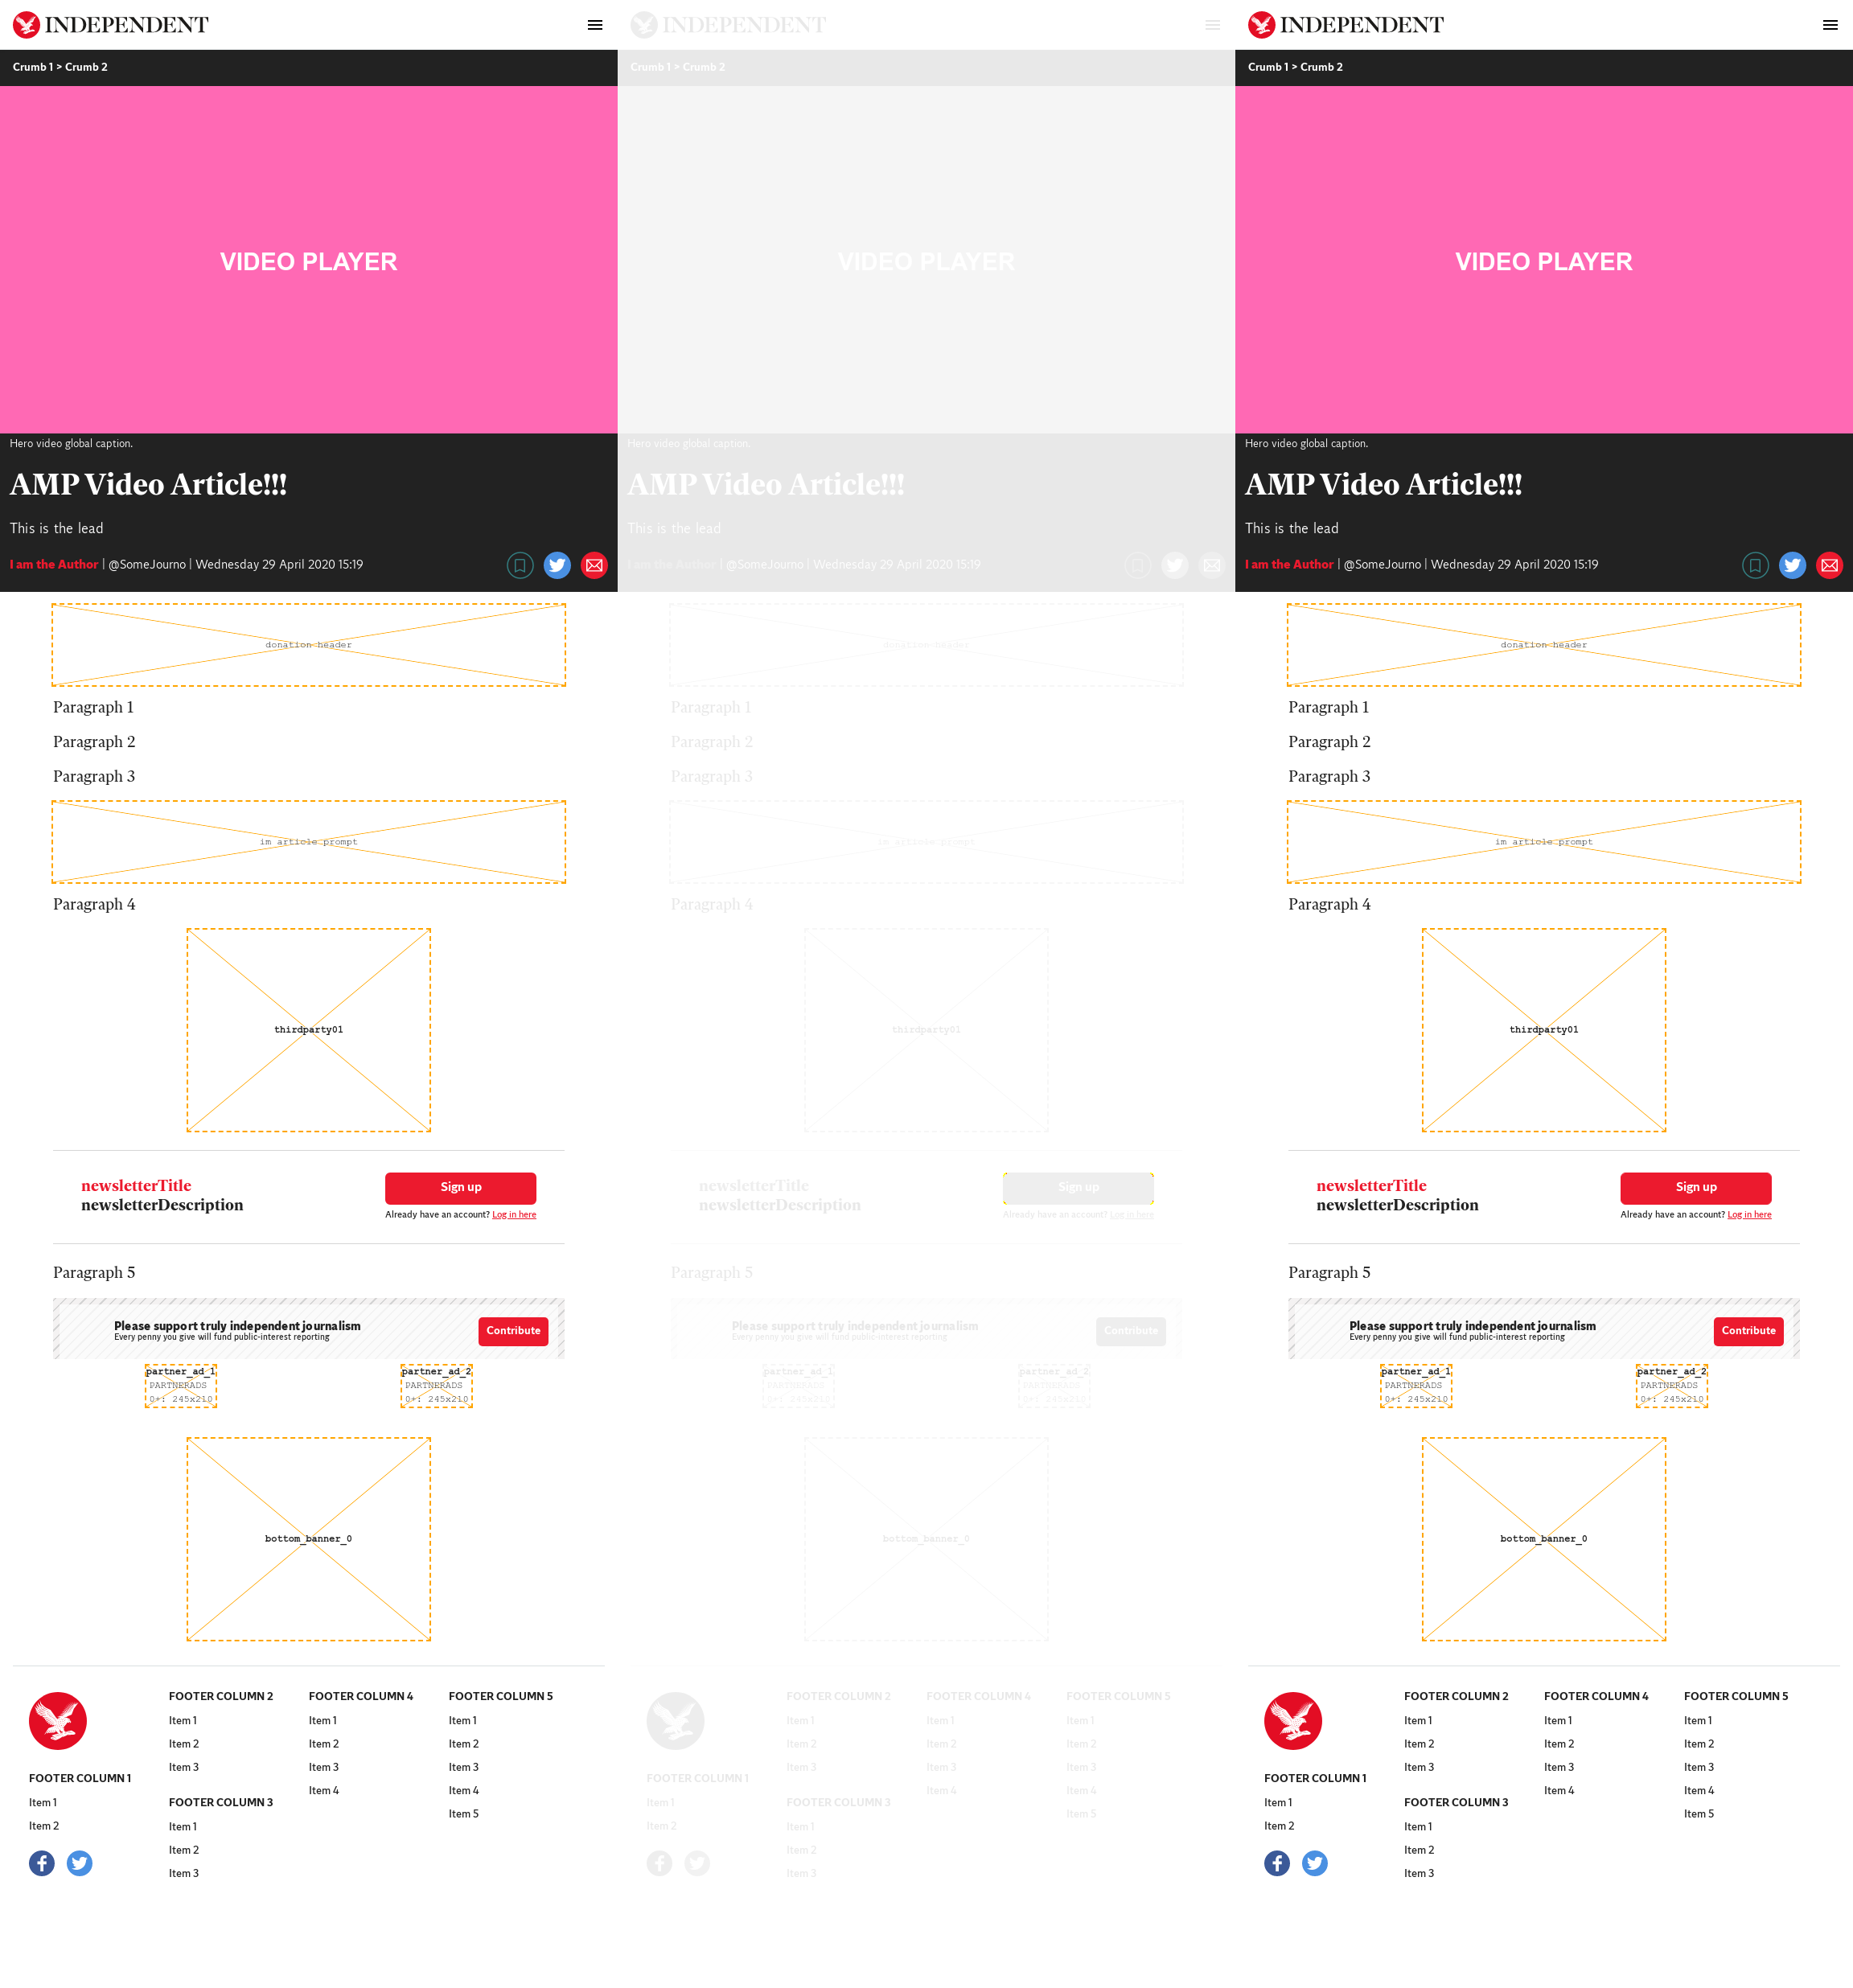 INDEPENDENT
Crumb 1 > Crumb 2
VIDEO PLAYER
Hero video global caption.
AMP Video Article!!!
This is the lead
I am the Author | @SomeJourno | Wednesday 29 April 2020 15:19
donation header
Paragraph 1
Paragraph 2
Paragraph 3
im article prompt
Paragraph 4
thirdparty01
newsletterTitle
newsletterDescription
Sign up
Already have an account? Log in here
Paragraph 5
Please support truly independent journalism
Every penny you give will fund public-interest reporting
Contribute
partner_ad_1
PARTNERADS
0+: 245x210
partner_ad_2
PARTNERADS
0+: 245x210
bottom_banner_0
FOOTER COLUMN 1
Item 1
Item 2
FOOTER COLUMN 2
Item 1
Item 2
Item 3
FOOTER COLUMN 3
Item 1
Item 2
Item 3
FOOTER COLUMN 4
Item 1
Item 2
Item 3
Item 4
FOOTER COLUMN 5
Item 1
Item 2
Item 3
Item 4
Item 5
INDEPENDENT
Crumb 1 > Crumb 2
VIDEO PLAYER
Hero video global caption.
AMP Video Article!!!
This is the lead
I am the Author | @SomeJourno | Wednesday 29 April 2020 15:19
donation header
Paragraph 1
Paragraph 2
Paragraph 3
im article prompt
Paragraph 4
thirdparty01
newsletterTitle
newsletterDescription
Sign up
Already have an account? Log in here
Paragraph 5
Please support truly independent journalism
Every penny you give will fund public-interest reporting
Contribute
partner_ad_1
PARTNERADS
0+: 245x210
partner_ad_2
PARTNERADS
0+: 245x210
bottom_banner_0
FOOTER COLUMN 1
Item 1
Item 2
FOOTER COLUMN 2
Item 1
Item 2
Item 3
FOOTER COLUMN 3
Item 1
Item 2
Item 3
FOOTER COLUMN 4
Item 1
Item 2
Item 3
Item 4
FOOTER COLUMN 5
Item 1
Item 2
Item 3
Item 4
Item 5
INDEPENDENT
Crumb 1 > Crumb 2
VIDEO PLAYER
Hero video global caption.
AMP Video Article!!!
This is the lead
I am the Author | @SomeJourno | Wednesday 29 April 2020 15:19
donation header
Paragraph 1
Paragraph 2
Paragraph 3
im article prompt
Paragraph 4
thirdparty01
newsletterTitle
newsletterDescription
Sign up
Already have an account? Log in here
Paragraph 5
Please support truly independent journalism
Every penny you give will fund public-interest reporting
Contribute
partner_ad_1
PARTNERADS
0+: 245x210
partner_ad_2
PARTNERADS
0+: 245x210
bottom_banner_0
FOOTER COLUMN 1
Item 1
Item 2
FOOTER COLUMN 2
Item 1
Item 2
Item 3
FOOTER COLUMN 3
Item 1
Item 2
Item 3
FOOTER COLUMN 4
Item 1
Item 2
Item 3
Item 4
FOOTER COLUMN 5
Item 1
Item 2
Item 3
Item 4
Item 5